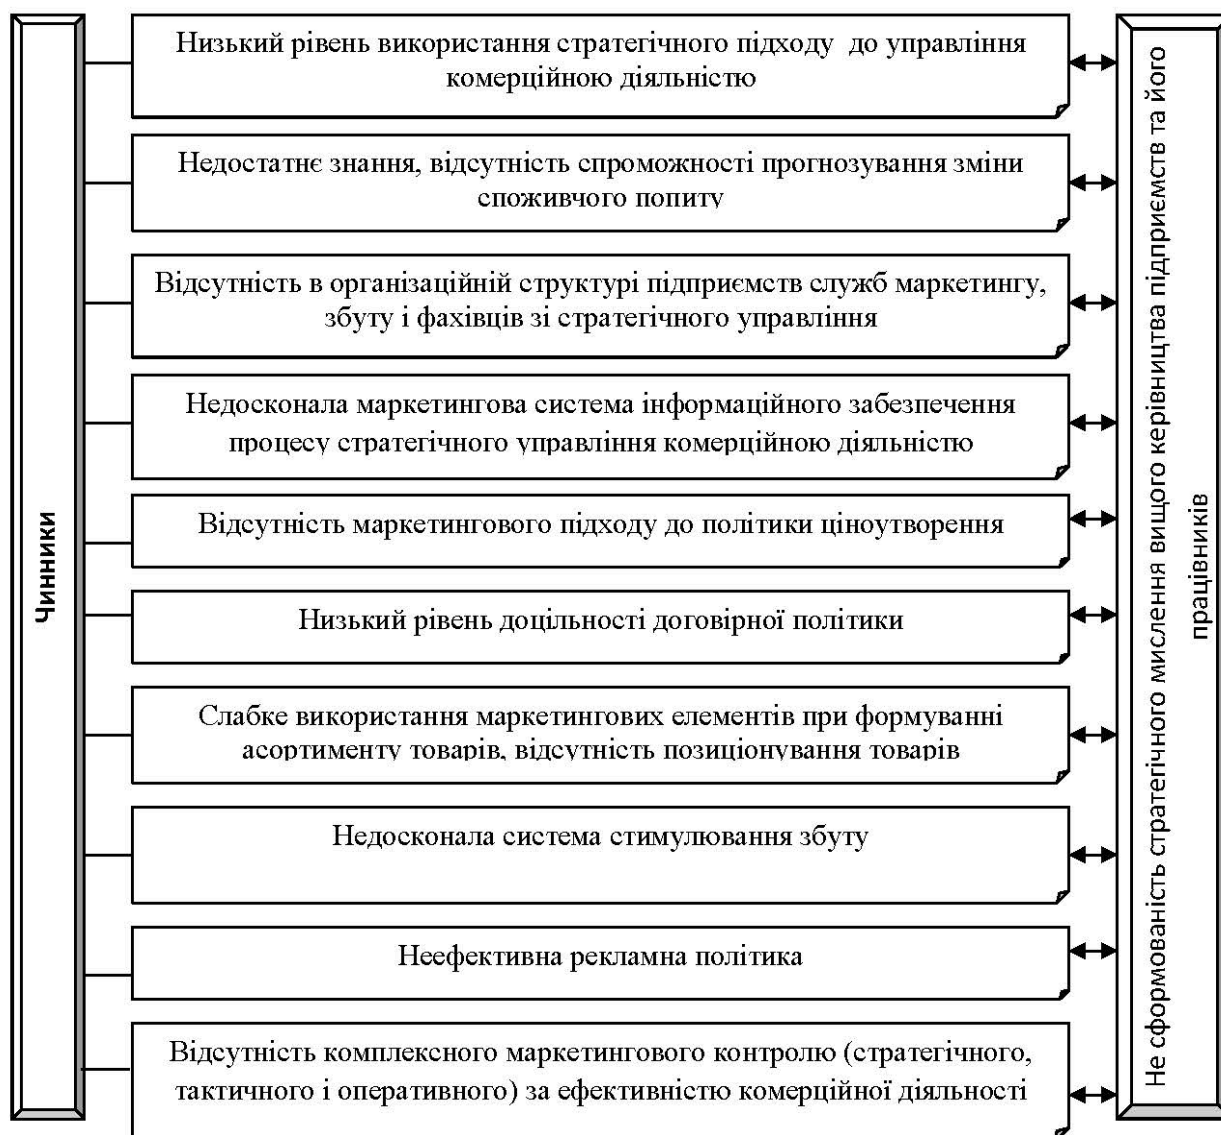 Чинники
Низький рівень використання стратегічного підходу до управління
комерційною діяльністю
Недостатнє знання, відсутність спроможності прогнозування зміни
споживчого попиту
Відсутність в організаційній структурі підприємств служб маркетингу,
збуту і фахівців зі стратегічного управління
Недосконала маркетингова система інформаційного забезпечення
процесу стратегічного управління комерційною діяльністю
Відсутність маркетингового підходу до політики ціноутворення
Низький рівень доцільності договірної політики
Слабке використання маркетингових елементів при формуванні
асортименту товарів, відсутність позиціонування товарів
Недосконала система стимулювання збуту
Неефективна рекламна політика
Відсутність комплексного маркетингового контролю (стратегічного,
тактичного і оперативного) за ефективністю комерційної діяльності
Не сформованість стратегічного мислення вищого керівництва підприємств та його
працівників